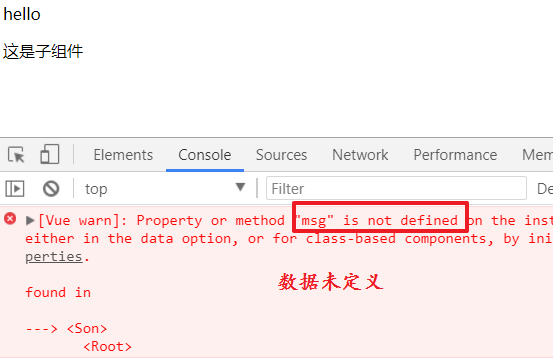 hello
这是子组件
Elements Console Sources Network Performance Mem
top Filter De
[Vue warn]: Property or method "msg" is not defined on the inst
either in the data option, or for class-based components, by ini
perties.
数据未定义
found in
---> <Son>
<Root>